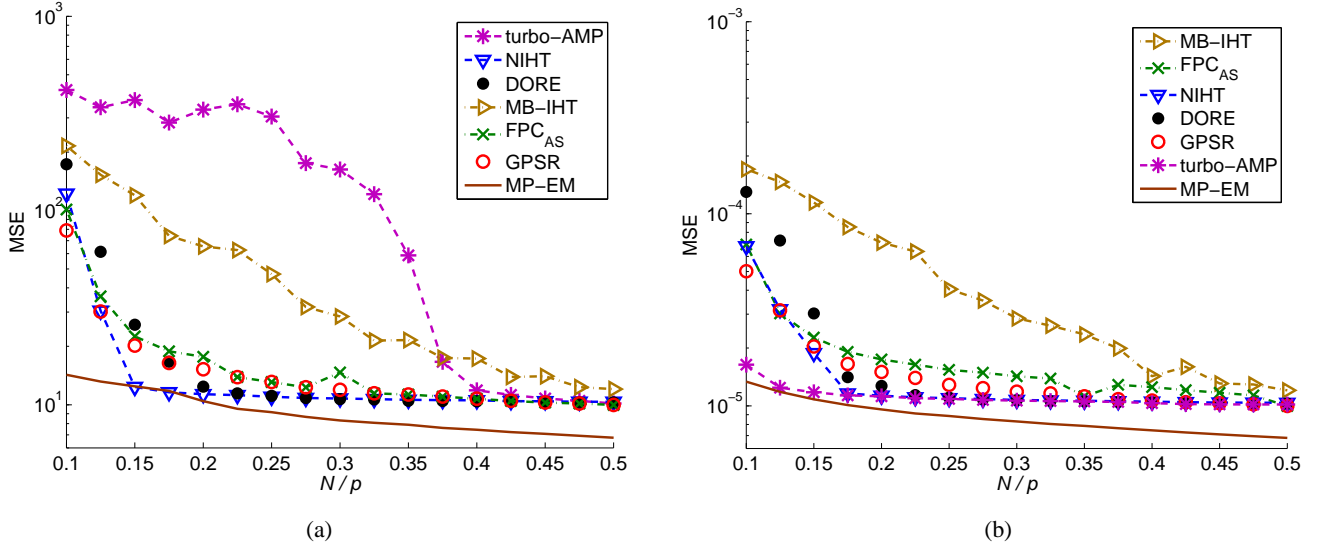 10^3
10^2
10^1
MSE
turbo−AMP
NIHT
DORE
MB−IHT
FPC_AS
GPSR
MP−EM
0.1 0.15 0.2 0.25 0.3 0.35 0.4 0.45 0.5
N / p
(a)
10^−3
10^−4
10^−5
MSE
MB−IHT
FPC_AS
NIHT
DORE
GPSR
turbo−AMP
MP−EM
0.1 0.15 0.2 0.25 0.3 0.35 0.4 0.45 0.5
N / p
(b)